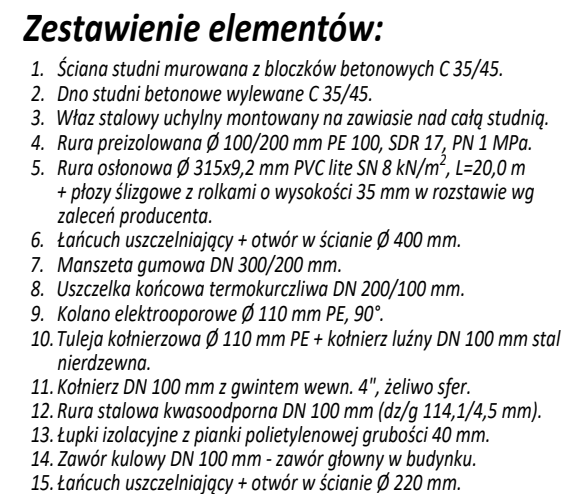 Zestawienie elementów:
1. Ściana studni murowana z bloczków betonowych C 35/45.
2. Dno studni betonowe wylewane C 35/45.
3. Właz stalowy uchylny montowany na zawiasie nad całą studnią.
4. Rura preizolowana Ø 100/200 mm PE 100, SDR 17, PN 1 MPa.
5. Rura osłonowa Ø 315x9,2 mm PVC lite SN 8 kN/m², L=20,0 m
+ płozy ślizgowe z rolkami o wysokości 35 mm w rozstawie wg
zaleceń producenta.
6. Łańcuch uszczelniający + otwór w ścianie Ø 400 mm.
7. Manszeta gumowa DN 300/200 mm.
8. Uszczelka końcowa termokurczliwa DN 200/100 mm.
9. Kolano elektrooporowe Ø 110 mm PE, 90°.
10. Tuleja kołnierzowa Ø 110 mm PE + kołnierz luźny DN 100 mm stal
nierdzewna.
11. Kołnierz DN 100 mm z gwintem wewn. 4", żeliwo sfer.
12. Rura stalowa kwasoodporna DN 100 mm (dz/g 114,1/4,5 mm).
13. Łupki izolacyjne z pianki polietylenowej grubości 40 mm.
14. Zawór kulowy DN 100 mm - zawór głowny w budynku.
15. Łańcuch uszczelniający + otwór w ścianie Ø 220 mm.